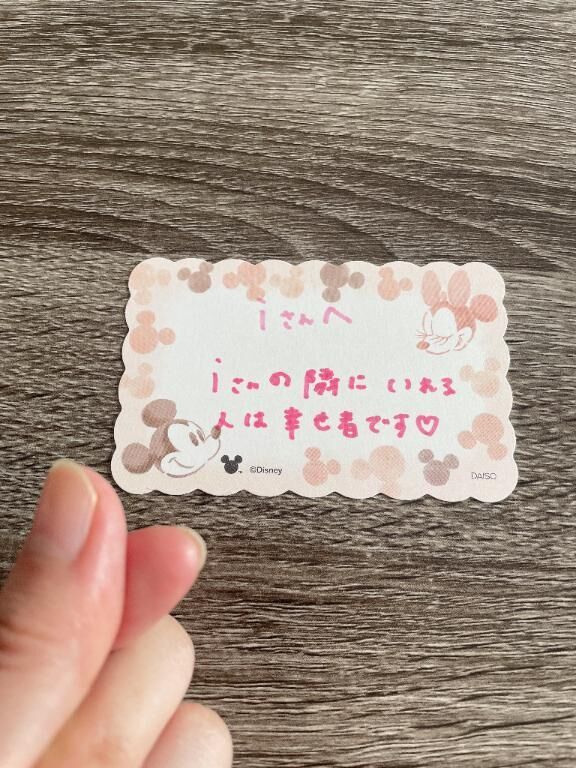 iさんへ
iさんの隣にいれる
人は幸せ者です♡
©Disney
DAISO